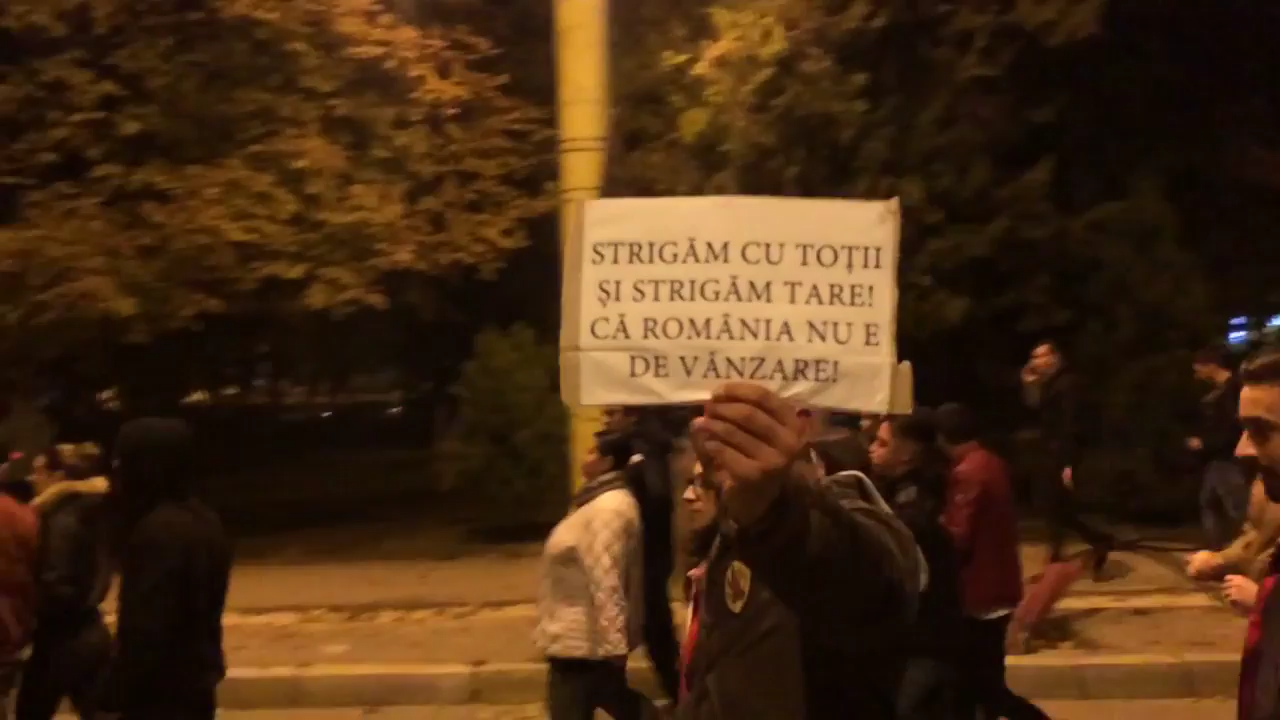 STRIGĂM CU TOȚII
ȘI STRIGĂM TARE!
CĂ ROMÂNIA NU E
DE VÂNZARE!